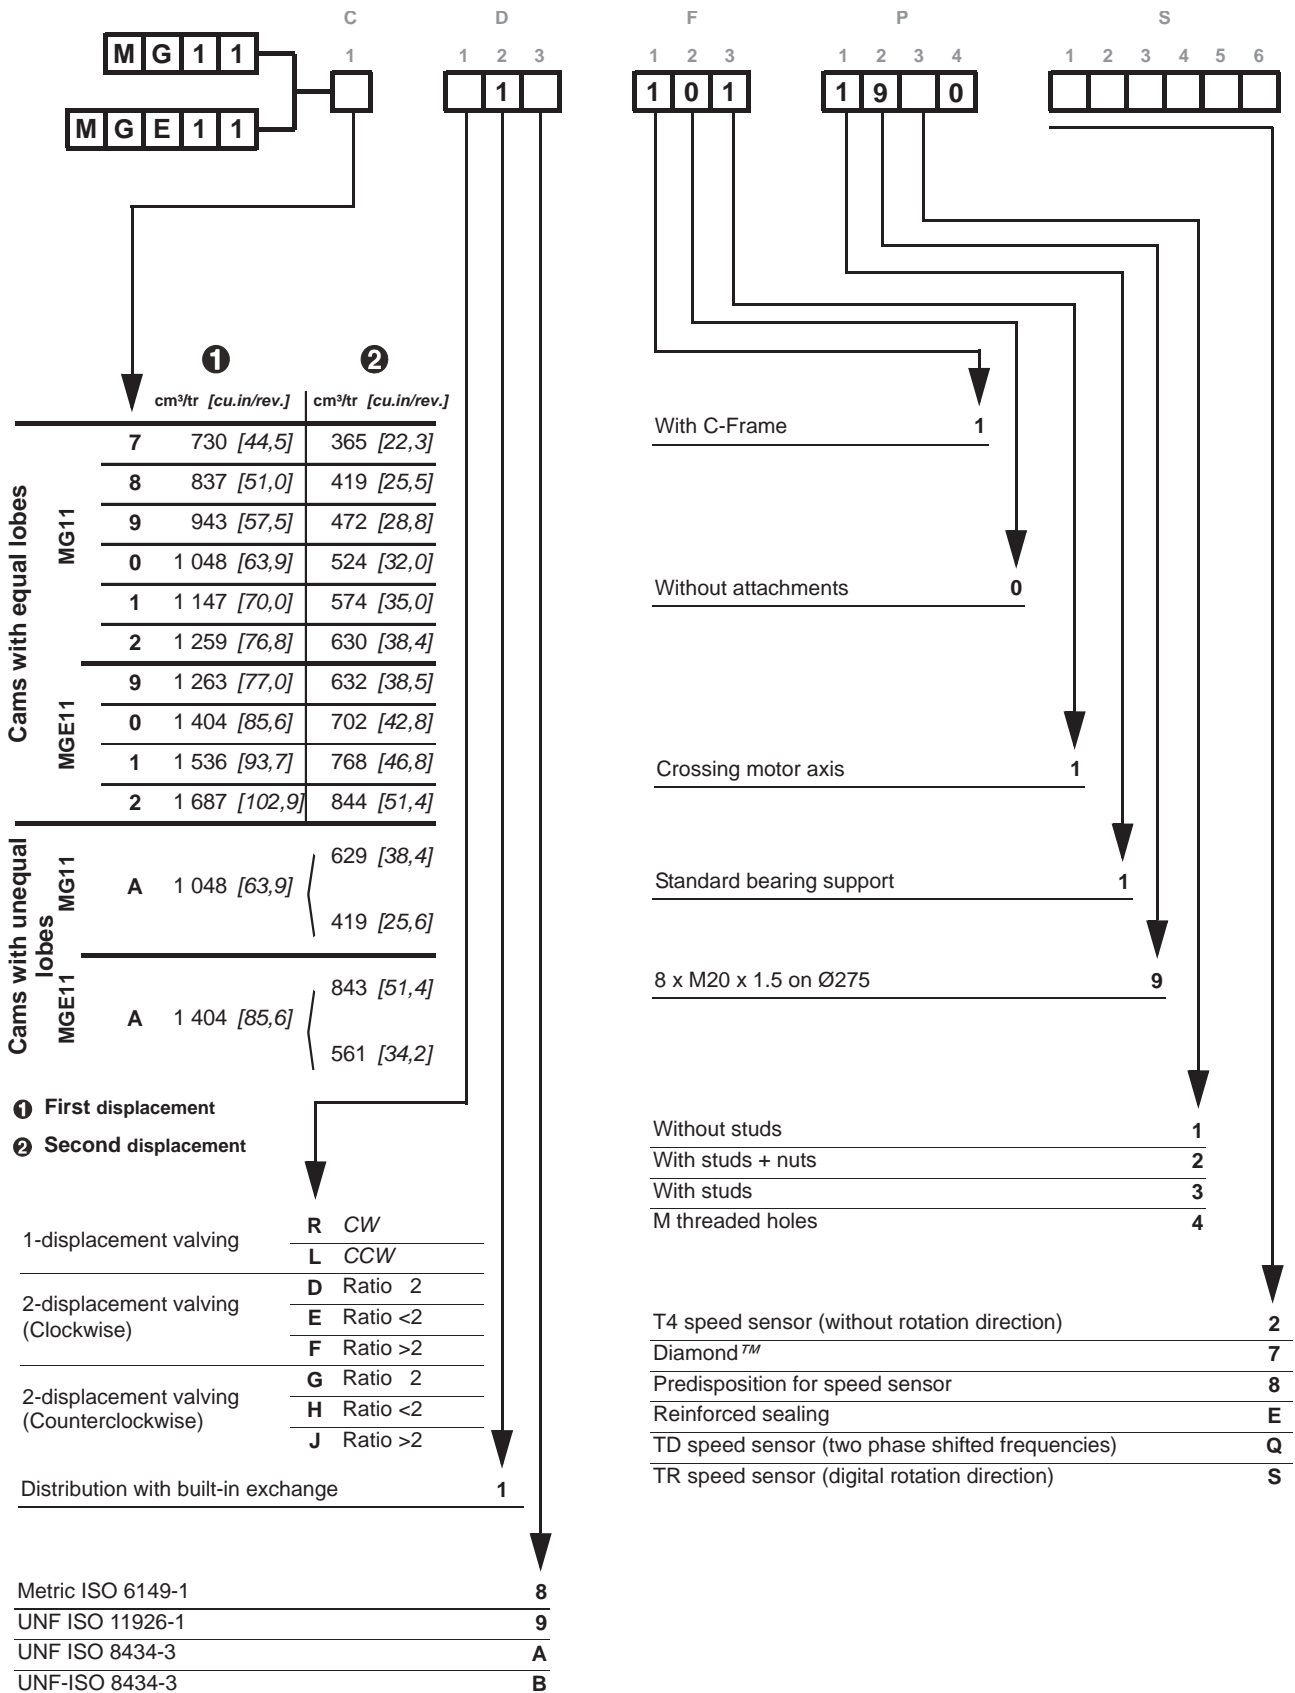 C D F P S
1 1 2 3 1 2 3 1 2 3 4 1 2 3 4 5 6
M G 1 1
M G E 1 1
1 1 0 1 1 9 0
❶ ❷
cm³/tr [cu.in/rev.] cm³/tr [cu.in/rev.]
Cams with equal lobes
MG11
7 730 [44,5] 365 [22,3]
8 837 [51,0] 419 [25,5]
9 943 [57,5] 472 [28,8]
0 1 048 [63,9] 524 [32,0]
1 1 147 [70,0] 574 [35,0]
2 1 259 [76,8] 630 [38,4]
MGE11
9 1 263 [77,0] 632 [38,5]
0 1 404 [85,6] 702 [42,8]
1 1 536 [93,7] 768 [46,8]
2 1 687 [102,9] 844 [51,4]
Cams with unequal
lobes
MG11
A 1 048 [63,9]
629 [38,4]
419 [25,6]
MGE11
A 1 404 [85,6]
843 [51,4]
561 [34,2]
❶ First displacement
❷ Second displacement
1-displacement valving
R CW
L CCW
2-displacement valving
(Clockwise)
D Ratio 2
E Ratio <2
F Ratio >2
2-displacement valving
(Counterclockwise)
G Ratio 2
H Ratio <2
J Ratio >2
Distribution with built-in exchange 1
Metric ISO 6149-1 8
UNF ISO 11926-1 9
UNF ISO 8434-3 A
UNF-ISO 8434-3 B
With C-Frame 1
Without attachments 0
Crossing motor axis 1
Standard bearing support 1
8 x M20 x 1.5 on Ø275 9
Without studs 1
With studs + nuts 2
With studs 3
M threaded holes 4
T4 speed sensor (without rotation direction) 2
Diamond™ 7
Predisposition for speed sensor 8
Reinforced sealing E
TD speed sensor (two phase shifted frequencies) Q
TR speed sensor (digital rotation direction) S